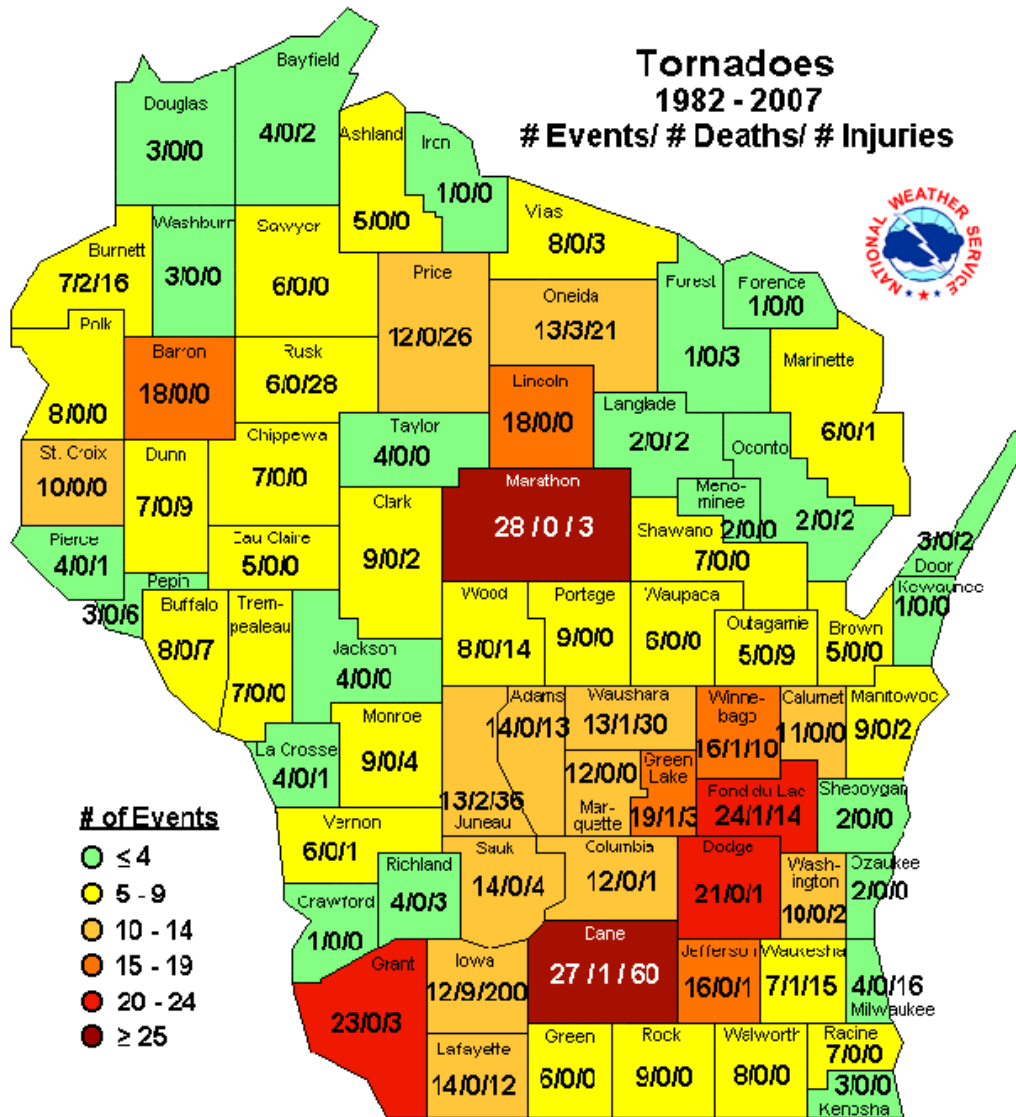 Tornadoes
1982 - 2007
# Events/ # Deaths/ # Injuries
NATIONAL WEATHER SERVICE
Bayfield
4/0/2
Douglas
3/0/0
Ashland
5/0/0
Iron
1/0/0
Vias
8/0/3
Washburn
3/0/0
Sawyer
6/0/0
Burnett
7/2/16
Price
12/0/26
Oneida
13/3/21
Forest
1/0/3
Forence
1/0/0
Polk
8/0/0
Barron
18/0/0
Rusk
6/0/28
Lincoln
18/0/0
Marinette
6/0/1
Langlade
2/0/2
Taylor
4/0/0
Chippewa
7/0/0
Oconto
2/0/2
St. Croix
10/0/0
Dunn
7/0/9
Marathon
28 / 0 / 3
Meno-
minee
2/0/0
Clark
9/0/2
Shawano
7/0/0
Pierce
4/0/1
Eau Claire
5/0/0
3/0/2
Door
Pepin
3/0/6
Kewaunee
1/0/0
Buffalo
8/0/7
Trem-
pealeau
7/0/0
Wood
8/0/14
Portage
9/0/0
Waupaca
6/0/0
Outagamie
5/0/9
Brown
5/0/0
Jackson
4/0/0
Adams
14/0/13
Waushara
13/1/30
Winne-
bago
16/1/10
Calumet
11/0/0
Manitowoc
9/0/2
Monroe
9/0/4
La Crosse
4/0/1
12/0/0
Mar-
quette
Green
Lake
19/1/3
13/2/36
Juneau
Fond du Lac
24/1/14
Sheboygan
2/0/0
Vernon
6/0/1
Sauk
14/0/4
Columbia
12/0/1
Dodge
21/0/1
Wash-
ington
10/0/2
Ozaukee
2/0/0
Richland
4/0/3
Crawford
1/0/0
Grant
23/0/3
Iowa
12/9/200
Dane
27 / 1 / 60
Jefferson
16/0/1
Waukesha
7/1/15
4/0/16
Milwaukee
Lafayette
14/0/12
Green
6/0/0
Rock
9/0/0
Walworth
8/0/0
Racine
7/0/0
3/0/0
Kenosha
# of Events
≤ 4
5 - 9
10 - 14
15 - 19
20 - 24
≥ 25